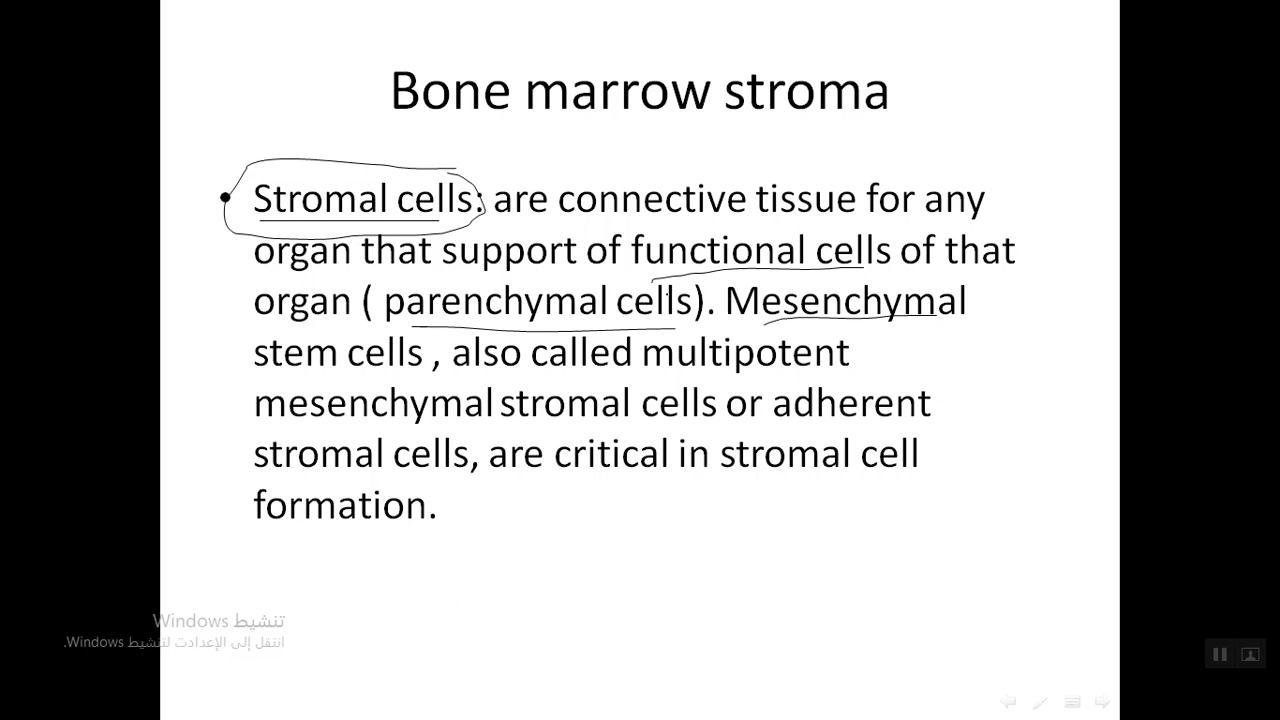 Bone marrow stroma
• Stromal cells: are connective tissue for any
organ that support of functional cells of that
organ ( parenchymal cells). Mesenchymal
stem cells , also called multipotent
mesenchymal stromal cells or adherent
stromal cells, are critical in stromal cell
formation.
تنشيط Windows
انتقل إلى الإعدادت لتنشيط Windows.